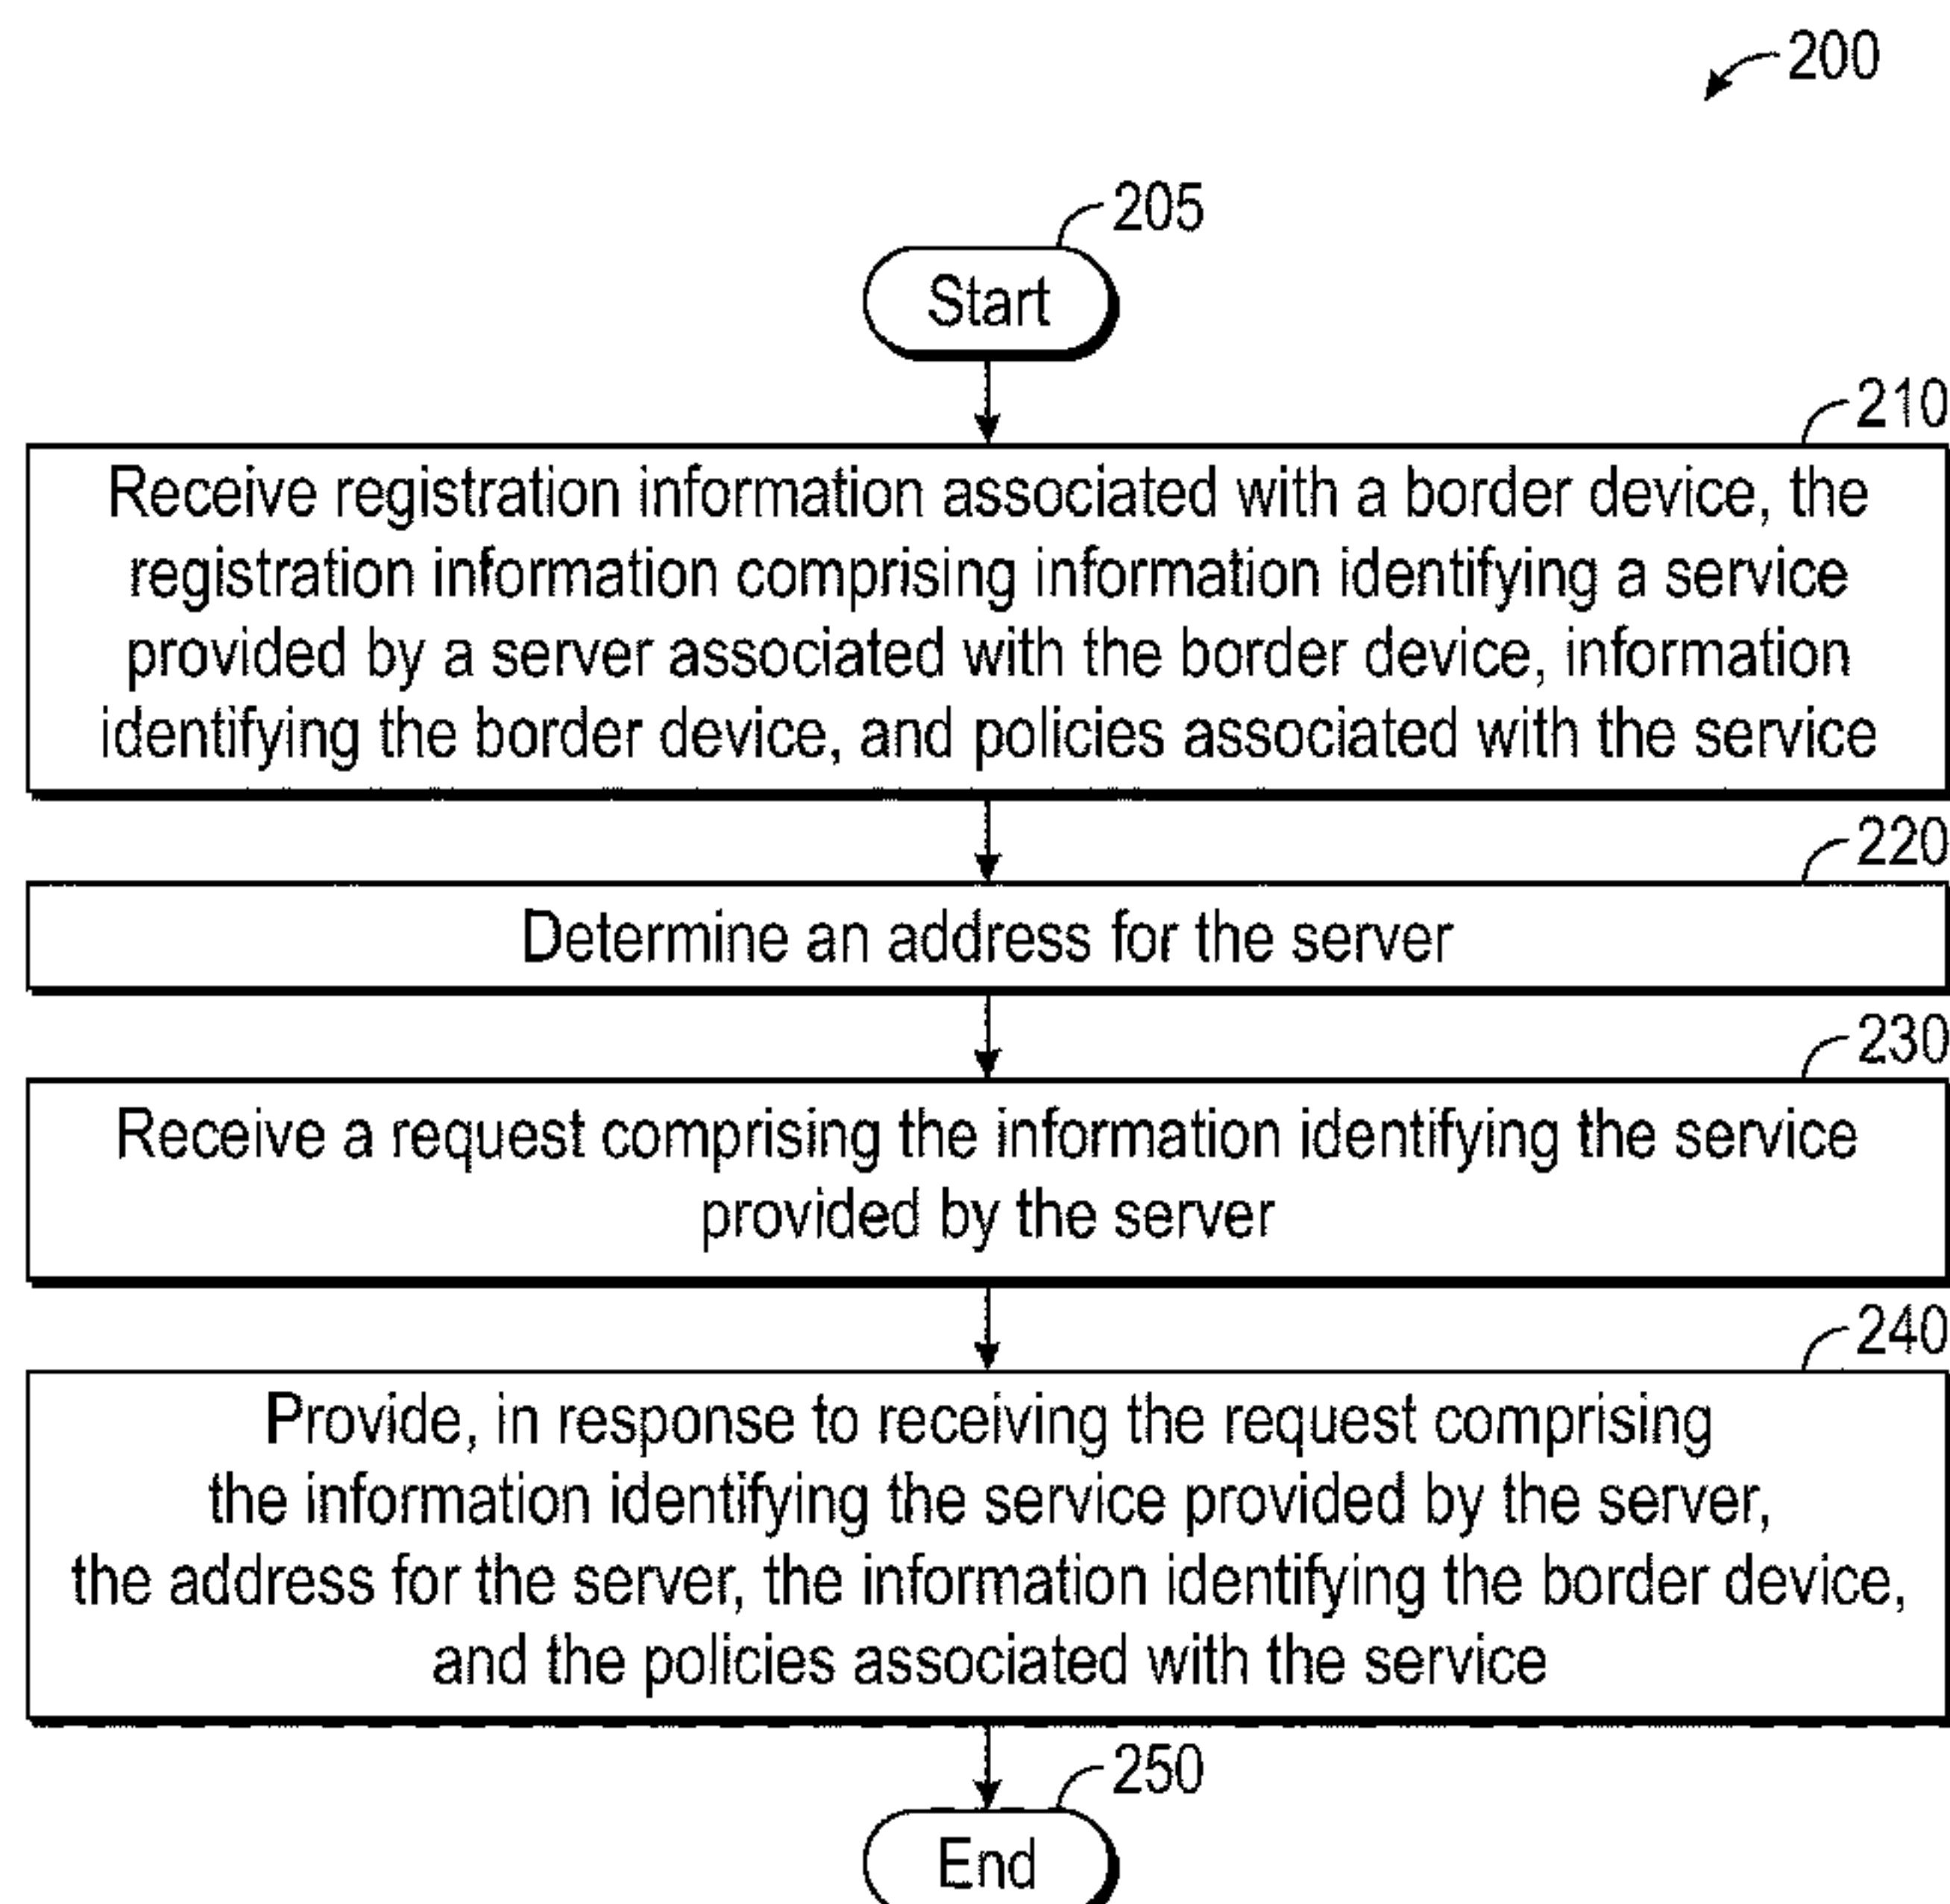 200
205
Start
210
Receive registration information associated with a border device, the
registration information comprising information identifying a service
provided by a server associated with the border device, information
identifying the border device, and policies associated with the service
220
Determine an address for the server
230
Receive a request comprising the information identifying the service
provided by the server
240
Provide, in response to receiving the request comprising
the information identifying the service provided by the server,
the address for the server, the information identifying the border device,
and the policies associated with the service
250
End